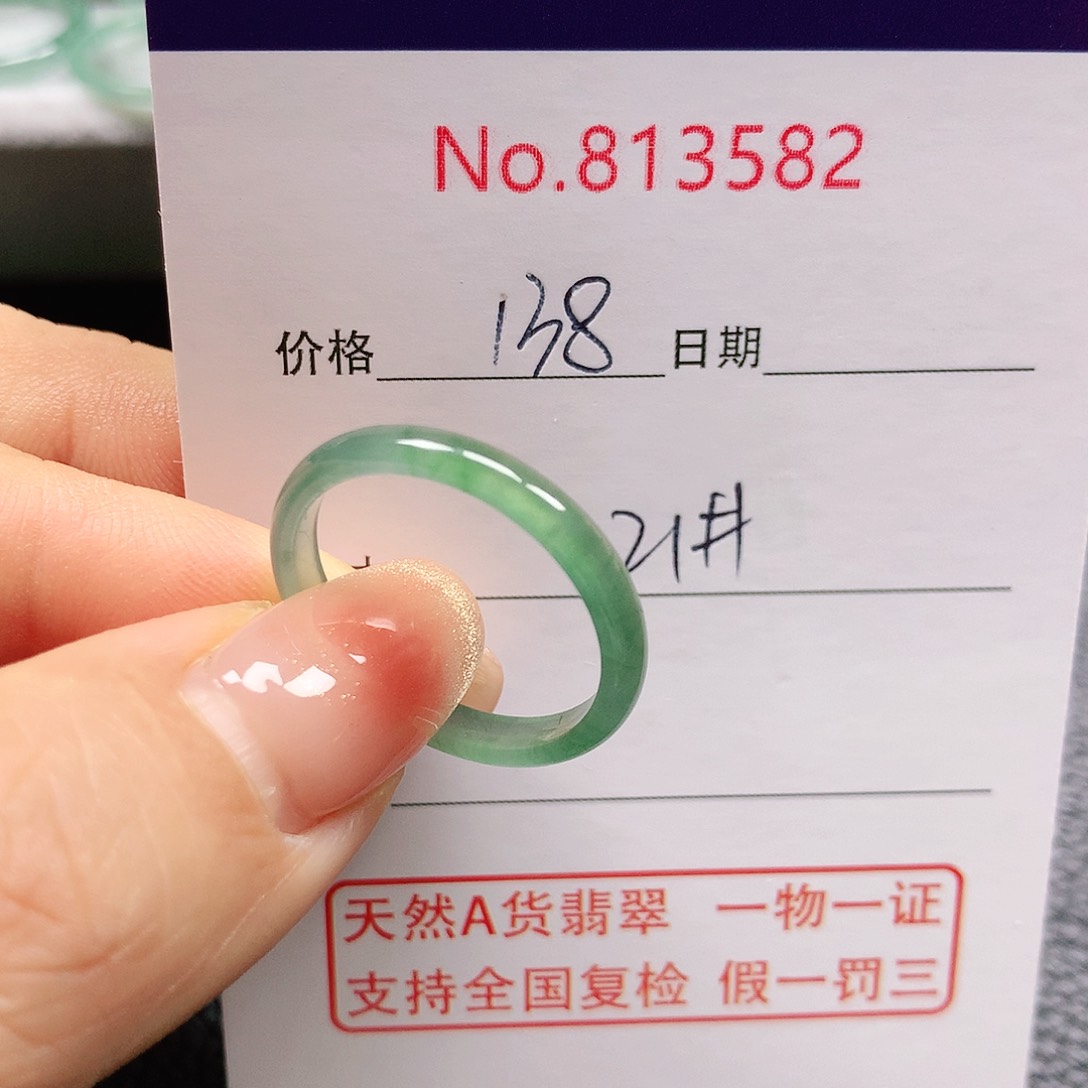 No.813582
价格 138 日期
21#
天然A货翡翠 一物一证
支持全国复检 假一罚三